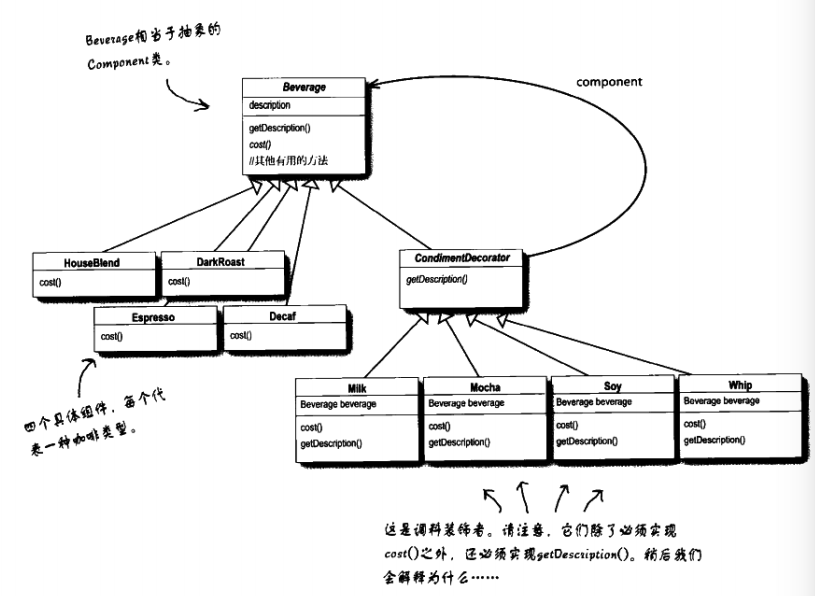 Beverage相当于抽象的
Component类。
Beverage
description
getDescription()
cost()
//其他有用的方法
component
HouseBlend
cost()
DarkRoast
cost()
CondimentDecorator
getDescription()
Espresso
cost()
Decaf
cost()
四个具体组件，每个代
表一种咖啡类型。
Milk
Beverage beverage
cost()
getDescription()
Mocha
Beverage beverage
cost()
getDescription()
Soy
Beverage beverage
cost()
getDescription()
Whip
Beverage beverage
cost()
getDescription()
这是调料装饰者。请注意，它们除了必须实现
cost()之外，还必须实现getDescription()。稍后我们
会解释为什么……